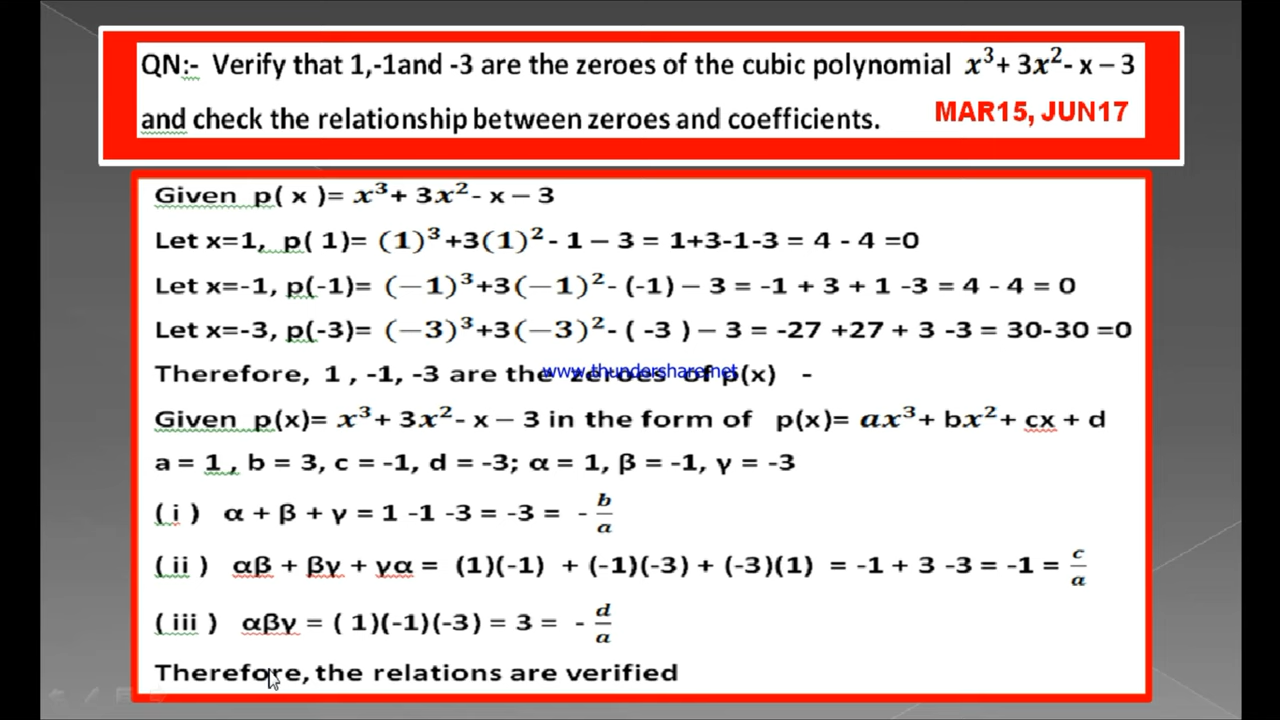 QN:- Verify that 1,-1and -3 are the zeroes of the cubic polynomial x³+ 3x²- x – 3
and check the relationship between zeroes and coefficients. MAR15, JUN17
Given p( x )= x³+ 3x²- x – 3
Let x=1, p( 1)= (1)³+3(1)²- 1 – 3 = 1+3-1-3 = 4 - 4 =0
Let x=-1, p(-1)= (−1)³+3(−1)²- (-1) – 3 = -1 + 3 + 1 -3 = 4 - 4 = 0
Let x=-3, p(-3)= (−3)³+3(−3)²- ( -3 ) – 3 = -27 +27 + 3 -3 = 30-30 =0
Therefore, 1 , -1, -3 are the zeroes of p(x) -
www.thundershare.net
Given p(x)= x³+ 3x²- x – 3 in the form of p(x)= ax³+ bx²+ cx + d
a = 1 , b = 3, c = -1, d = -3; α = 1, β = -1, γ = -3
( i ) α + β + γ = 1 -1 -3 = -3 = - b/a
( ii ) αβ + βγ + γα = (1)(-1) + (-1)(-3) + (-3)(1) = -1 + 3 -3 = -1 = c/a
( iii ) αβγ = ( 1)(-1)(-3) = 3 = - d/a
Therefore, the relations are verified